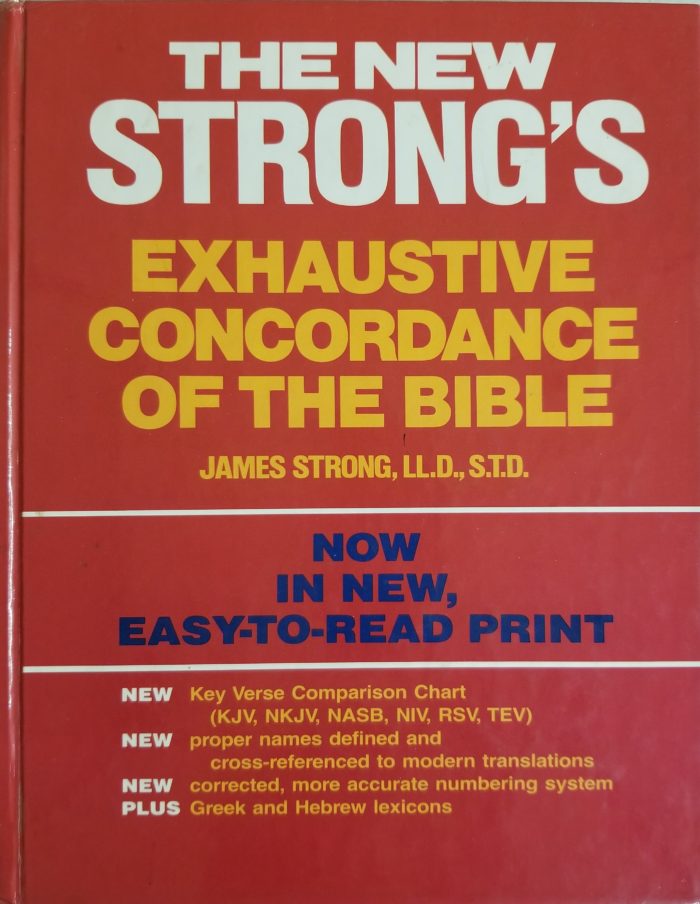 THE NEW
STRONG'S
EXHAUSTIVE
CONCORDANCE
OF THE BIBLE
JAMES STRONG, LL.D., S.T.D.
NOW
IN NEW,
EASY-TO-READ PRINT
NEW Key Verse Comparison Chart
(KJV, NKJV, NASB, NIV, RSV, TEV)
NEW proper names defined and
cross-referenced to modern translations
NEW corrected, more accurate numbering system
PLUS Greek and Hebrew lexicons